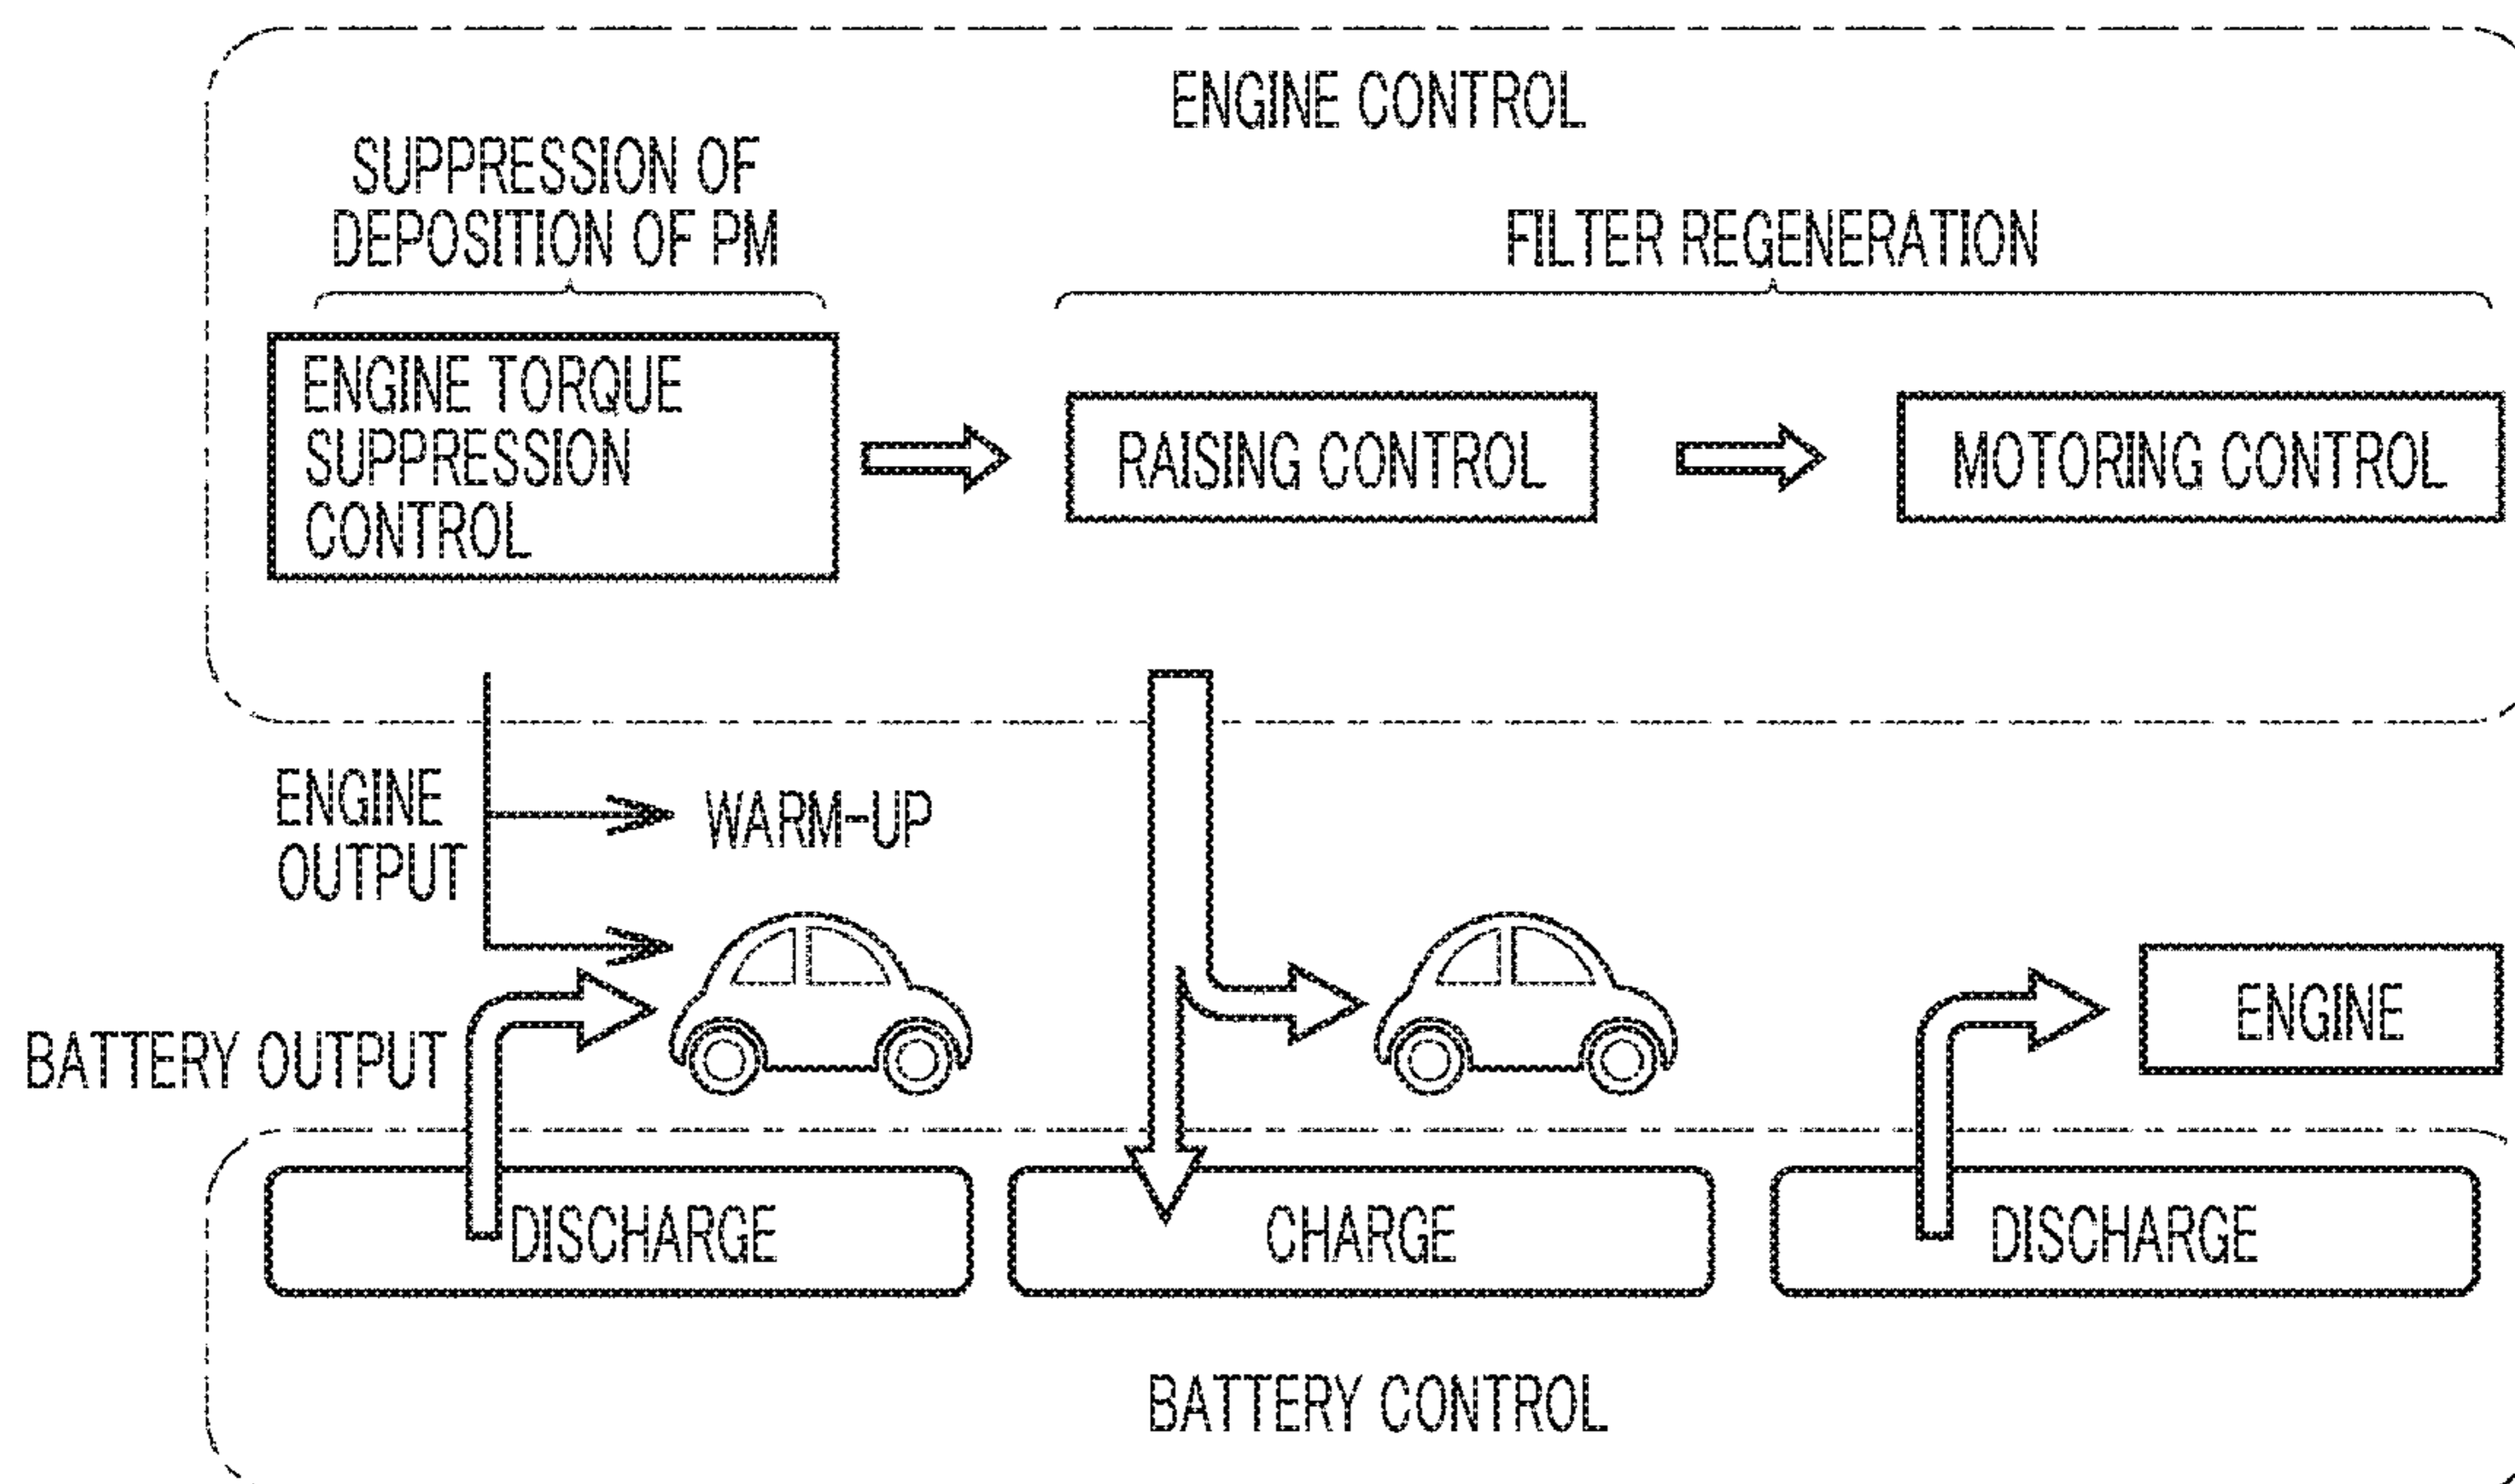 ENGINE CONTROL
SUPPRESSION OF
DEPOSITION OF PM
FILTER REGENERATION
ENGINE TORQUE
SUPPRESSION
CONTROL
RAISING CONTROL
MOTORING CONTROL
ENGINE
OUTPUT
WARM-UP
BATTERY OUTPUT
ENGINE
DISCHARGE
CHARGE
DISCHARGE
BATTERY CONTROL